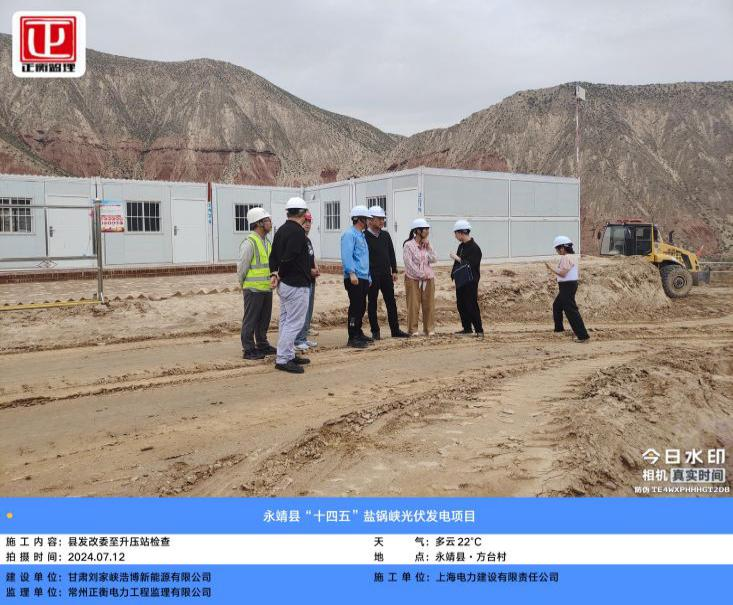 正衡监理
今日水印
相机 真实时间
防伪 TE4WXPHHHGT2DB
永靖县“十四五”盐锅峡光伏发电项目
施工内容：县发改委至升压站检查
拍摄时间：2024.07.12
天 气：多云 22℃
地 点：永靖县·方台村
建设单位：甘肃刘家峡浩博新能源有限公司
监理单位：常州正衡电力工程监理有限公司
施工单位：上海电力建设有限责任公司